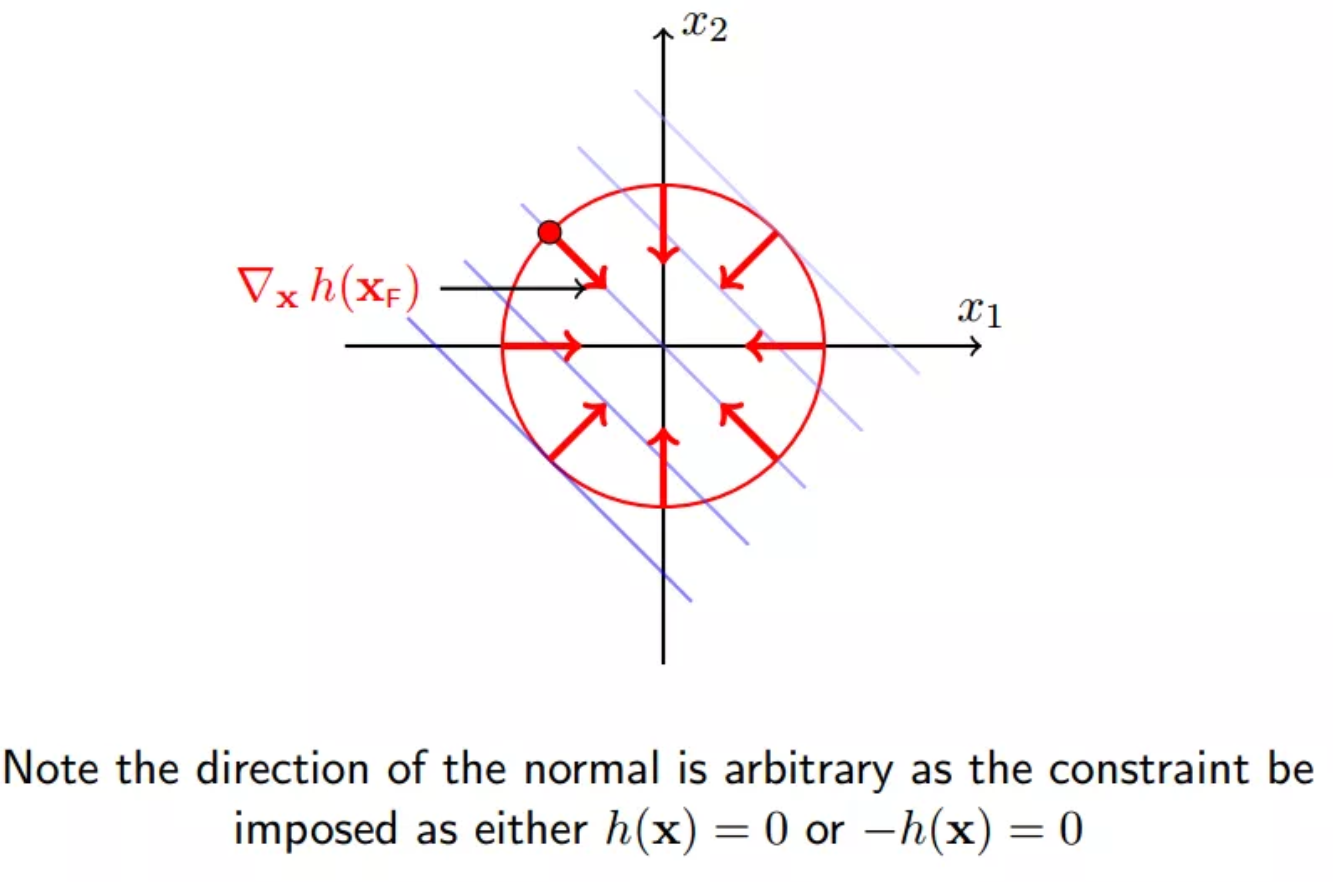 x₂
∇ₓ h(x_F)
x₁
Note the direction of the normal is arbitrary as the constraint be
imposed as either h(x) = 0 or −h(x) = 0